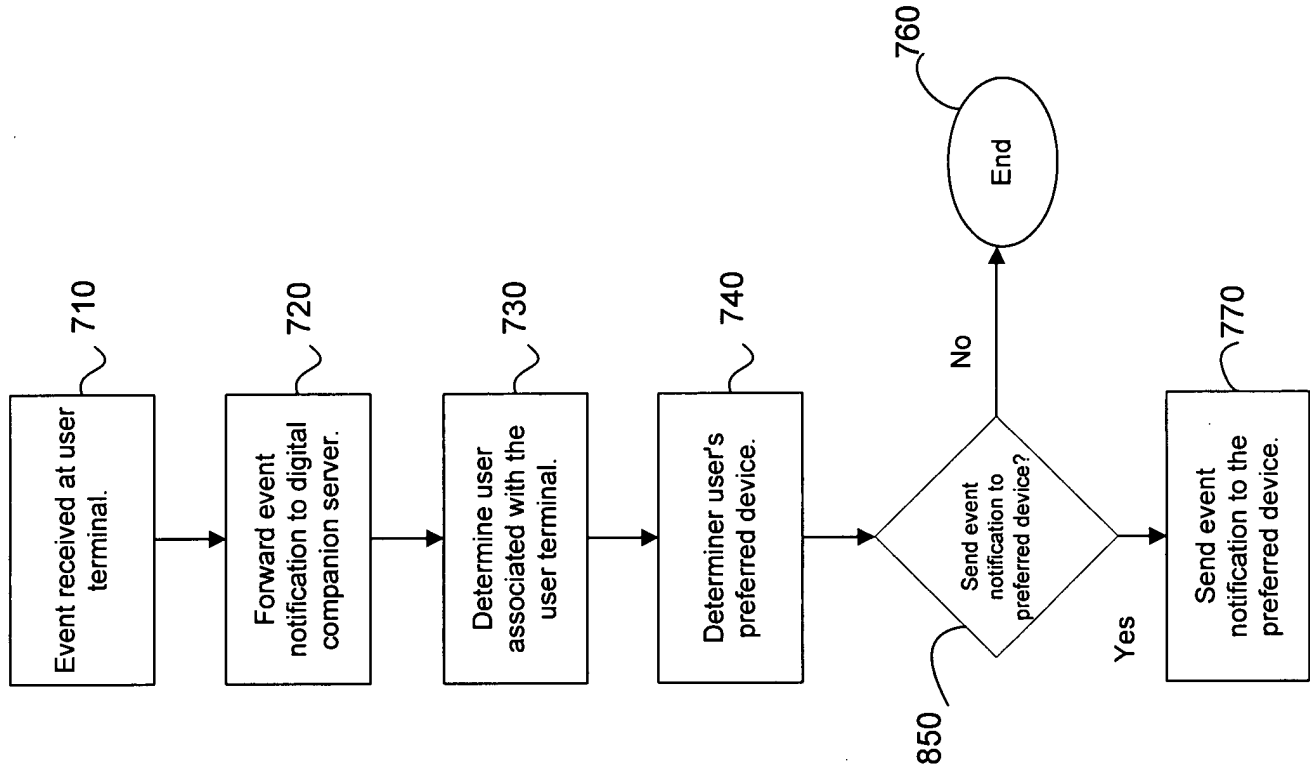 Event received at user
terminal.
710
Forward event
notification to digital
companion server.
720
Determine user
associated with the
user terminal.
730
Determiner user's
preferred device.
740
Send event
notification to
preferred device?
850
No
End
760
Yes
Send event
notification to the
preferred device.
770